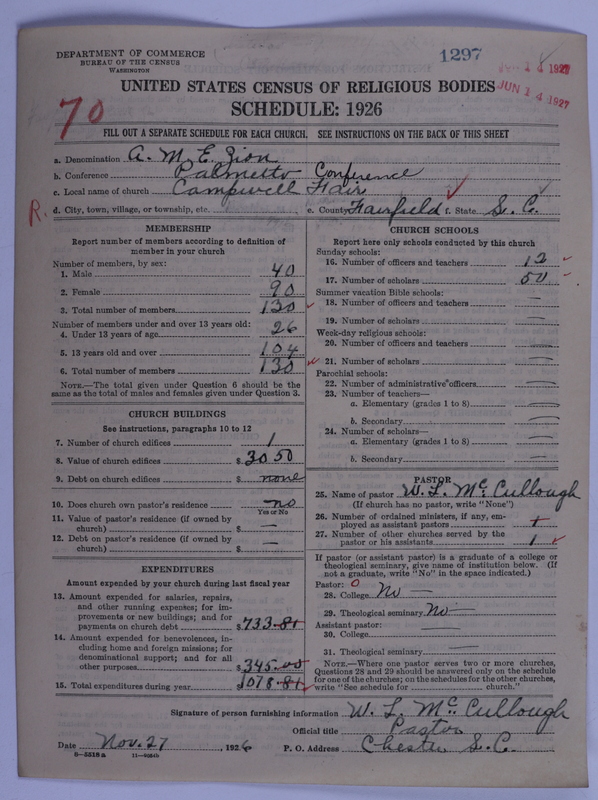 DEPARTMENT OF COMMERCE
BUREAU OF THE CENSUS
WASHINGTON
1297
JUN 14 1927
UNITED STATES CENSUS OF RELIGIOUS BODIES
SCHEDULE: 1926
70
FILL OUT A SEPARATE SCHEDULE FOR EACH CHURCH. SEE INSTRUCTIONS ON THE BACK OF THIS SHEET
a. Denomination A. M. E. Zion
b. Conference Palmetto Conference
c. Local name of church Campwell Fair
R. d. City, town, village, or township, etc.
e. County Fairfield f. State S. C.
MEMBERSHIP
Report number of members according to definition of
member in your church
Number of members, by sex:
1. Male 40
2. Female 90
3. Total number of members 130
Number of members under and over 13 years old:
4. Under 13 years of age 26
5. 13 years old and over 104
6. Total number of members 130
NOTE.—The total given under Question 6 should be the
same as the total of males and females given under Question 3.
CHURCH BUILDINGS
See instructions, paragraphs 10 to 12
7. Number of church edifices 1
8. Value of church edifices $3050
9. Debt on church edifices $ none
10. Does church own pastor's residence no
Yes or No
11. Value of pastor's residence (if owned by
church) $ —
12. Debt on pastor's residence (if owned by
church) $ —
EXPENDITURES
Amount expended by your church during last fiscal year
13. Amount expended for salaries, repairs,
and other running expenses; for im-
provements or new buildings; and for
payments on church debt $733.81
14. Amount expended for benevolences, in-
cluding home and foreign missions; for
denominational support; and for all
other purposes $345.00
15. Total expenditures during year $1078.81
CHURCH SCHOOLS
Report here only schools conducted by this church
Sunday schools:
16. Number of officers and teachers 12
17. Number of scholars 50
Summer vacation Bible schools:
18. Number of officers and teachers —
19. Number of scholars —
Week-day religious schools:
20. Number of officers and teachers —
21. Number of scholars —
Parochial schools:
22. Number of administrative officers —
23. Number of teachers—
a. Elementary (grades 1 to 8) —
b. Secondary —
24. Number of scholars—
a. Elementary (grades 1 to 8) —
b. Secondary —
PASTOR
25. Name of pastor W. L. McCullough
(If church has no pastor, write "None")
26. Number of ordained ministers, if any, em-
ployed as assistant pastors 1
27. Number of other churches served by the
pastor or his assistants 1
If pastor (or assistant pastor) is a graduate of a college or
theological seminary, give name of institution below. (If
not a graduate, write "No" in the space indicated.)
Pastor: 0
28. College No —
29. Theological seminary No —
Assistant pastor:
30. College —
31. Theological seminary —
NOTE.—Where one pastor serves two or more churches,
Questions 28 and 29 should be answered only on the schedule
for one of the churches; on the schedules for the other churches,
write "See schedule for church."
Signature of person furnishing information W. L. McCullough
Official title Pastor
Date Nov. 27, 1926 P. O. Address Chester S. C.
8—5518a 11—9054b